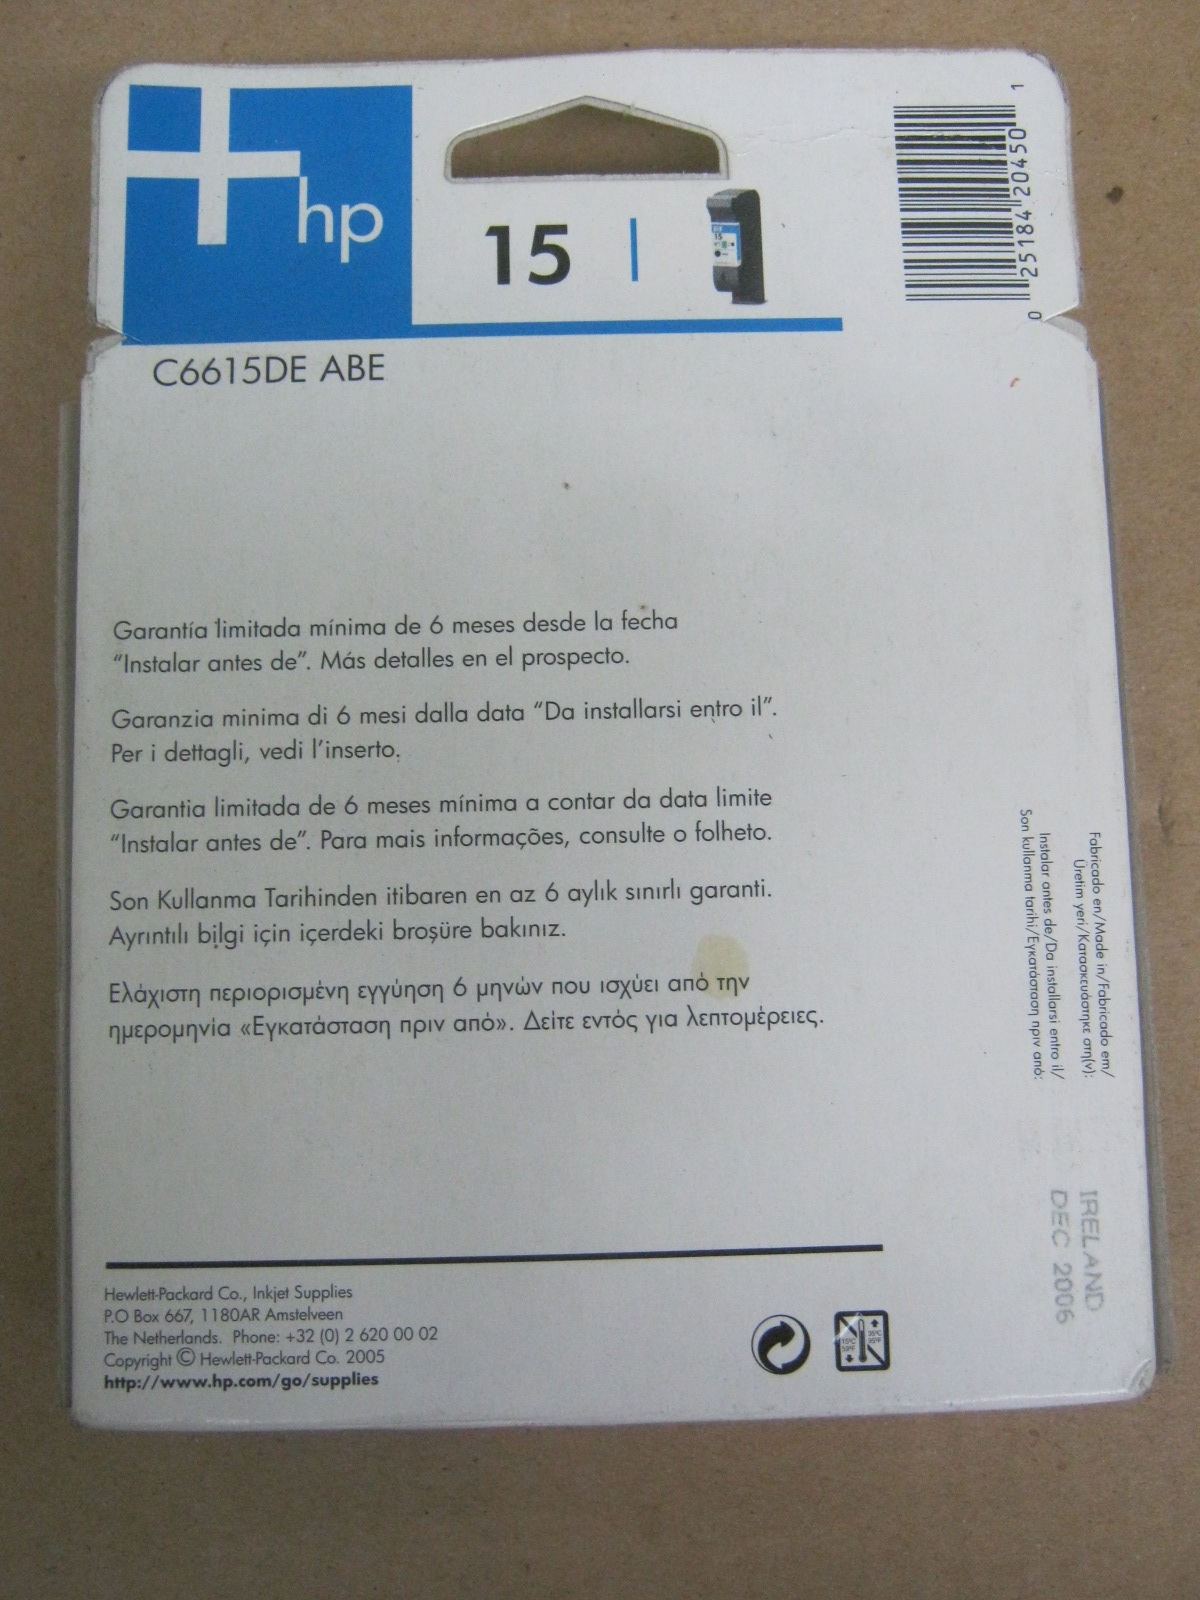 hp
15
15
0 25184 20450 1
C6615DE ABE
Garantía limitada mínima de 6 meses desde la fecha
“Instalar antes de”. Más detalles en el prospecto.
Garanzia minima di 6 mesi dalla data “Da installarsi entro il”.
Per i dettagli, vedi l’inserto.
Garantia limitada de 6 meses mínima a contar da data limite
“Instalar antes de”. Para mais informações, consulte o folheto.
Son Kullanma Tarihinden itibaren en az 6 aylık sınırlı garanti.
Ayrıntılı bilgi için içerdeki broşüre bakınız.
Ελάχιστη περιορισμένη εγγύηση 6 μηνών που ισχύει από την
ημερομηνία «Εγκατάσταση πριν από». Δείτε εντός για λεπτομέρειες.
Fabricado en/Made in/Fabricado em/
Üretim yeri/Κατασκευάστηκε στη(ν):
Instalar antes de/Da installarsi entro il/
Son kullanma tarihi/Εγκατάσταση πριν από:
IRELAND
DEC 2006
Hewlett-Packard Co., Inkjet Supplies
P.O Box 667, 1180AR Amstelveen
The Netherlands. Phone: +32 (0) 2 620 00 02
Copyright © Hewlett-Packard Co. 2005
http://www.hp.com/go/supplies
15°C
59°F
35°C
95°F